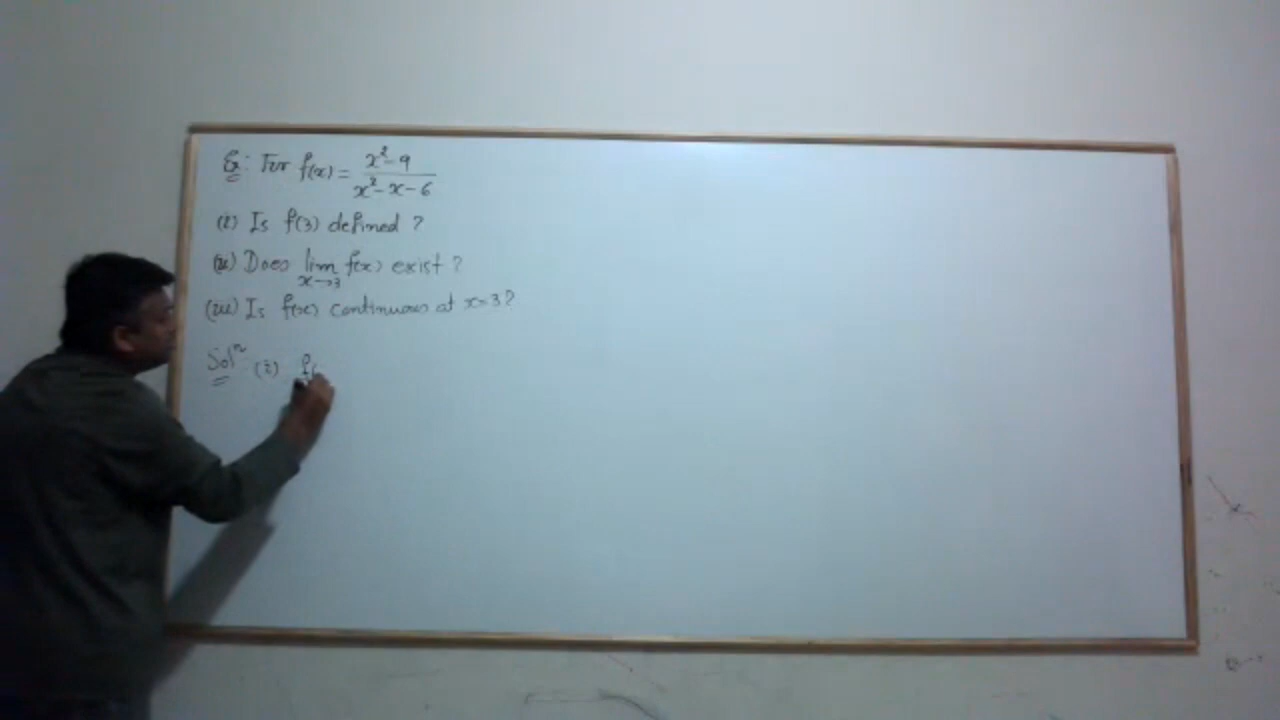 Ex: For f(x) = x²-9 / x²-x-6
(i) Is f(3) defined ?
(ii) Does lim x→3 f(x) exist ?
(iii) Is f(x) continuous at x=3?
Solⁿ: (i) f(